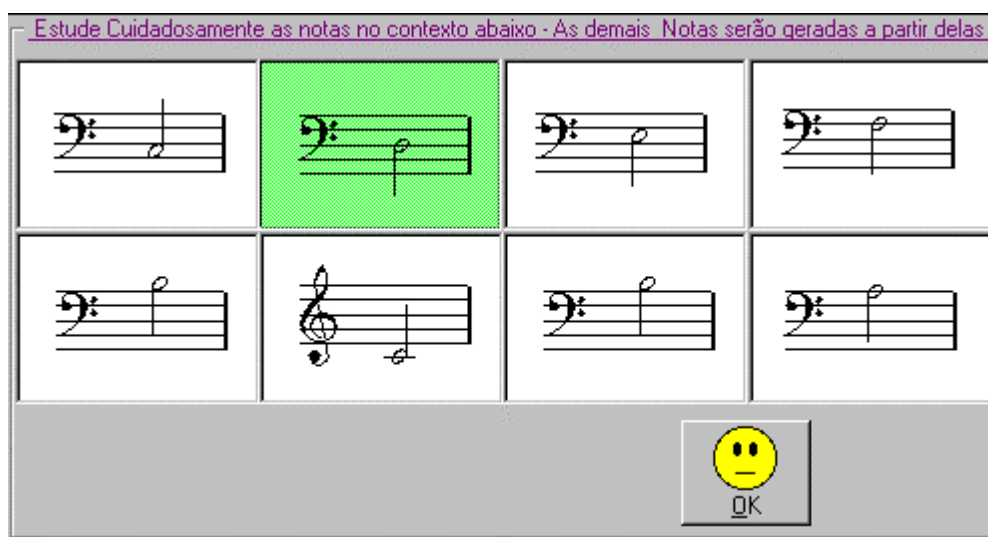 Estude Cuidadosamente as notas no contexto abaixo - As demais Notas serão geradas a partir delas
OK